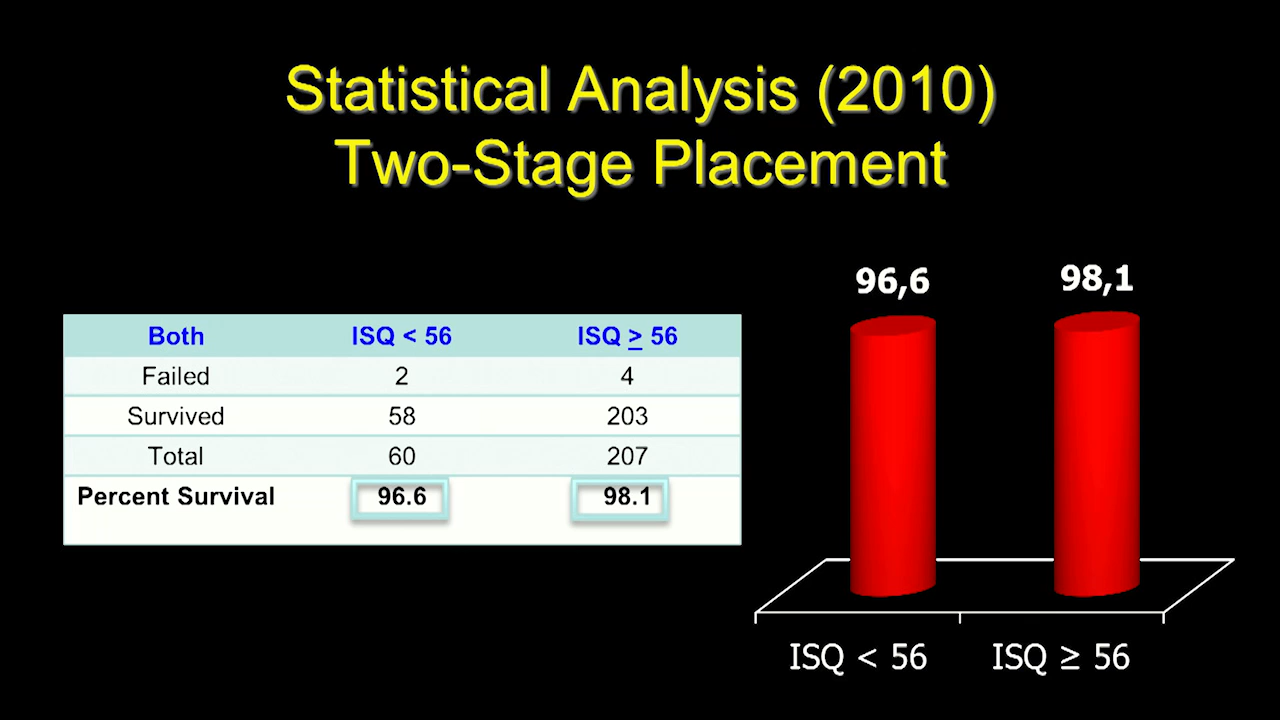 Statistical Analysis (2010)
Two-Stage Placement
Both ISQ < 56 ISQ ≥ 56
Failed 2 4
Survived 58 203
Total 60 207
Percent Survival 96.6 98.1
96,6 98,1
ISQ < 56 ISQ ≥ 56